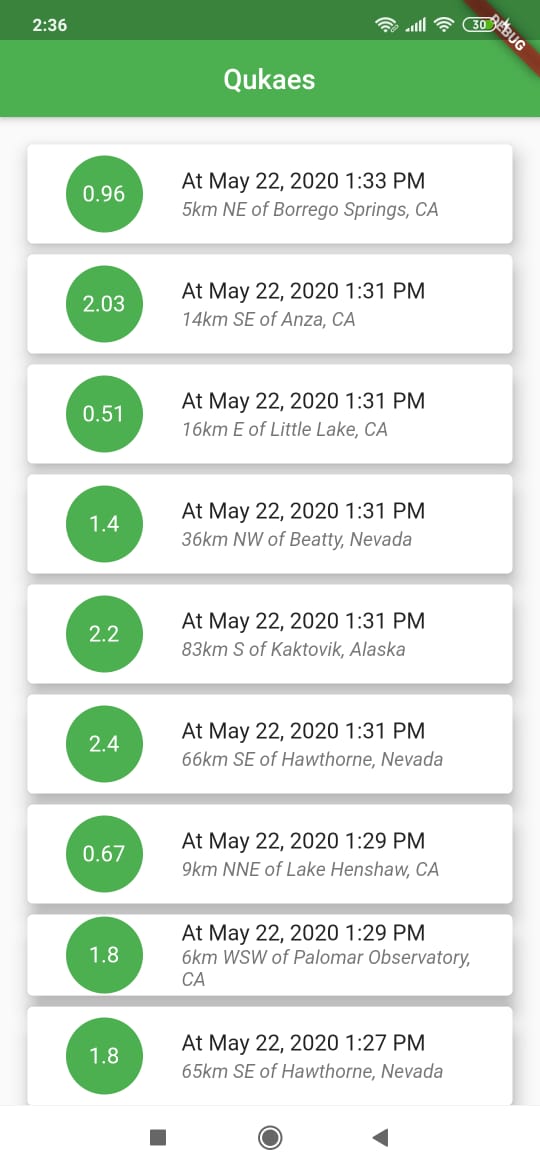 2:36
30
DEBUG
Qukaes
0.96
At May 22, 2020 1:33 PM
5km NE of Borrego Springs, CA
2.03
At May 22, 2020 1:31 PM
14km SE of Anza, CA
0.51
At May 22, 2020 1:31 PM
16km E of Little Lake, CA
1.4
At May 22, 2020 1:31 PM
36km NW of Beatty, Nevada
2.2
At May 22, 2020 1:31 PM
83km S of Kaktovik, Alaska
2.4
At May 22, 2020 1:31 PM
66km SE of Hawthorne, Nevada
0.67
At May 22, 2020 1:29 PM
9km NNE of Lake Henshaw, CA
1.8
At May 22, 2020 1:29 PM
6km WSW of Palomar Observatory,
CA
1.8
At May 22, 2020 1:27 PM
65km SE of Hawthorne, Nevada